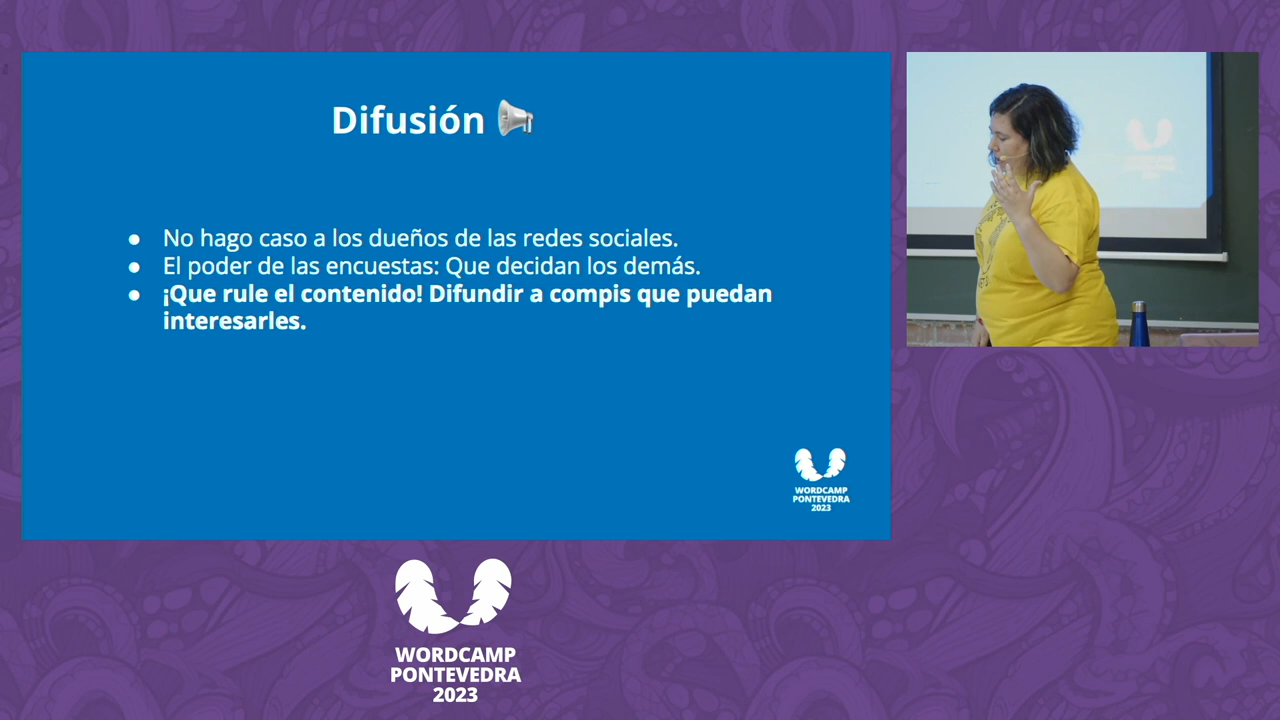 Difusión
● No hago caso a los dueños de las redes sociales.
● El poder de las encuestas: Que decidan los demás.
● ¡Que rule el contenido! Difundir a compis que puedan
interesarles.
WORDCAMP
PONTEVEDRA
2023
WORDCAMP
PONTEVEDRA
2023